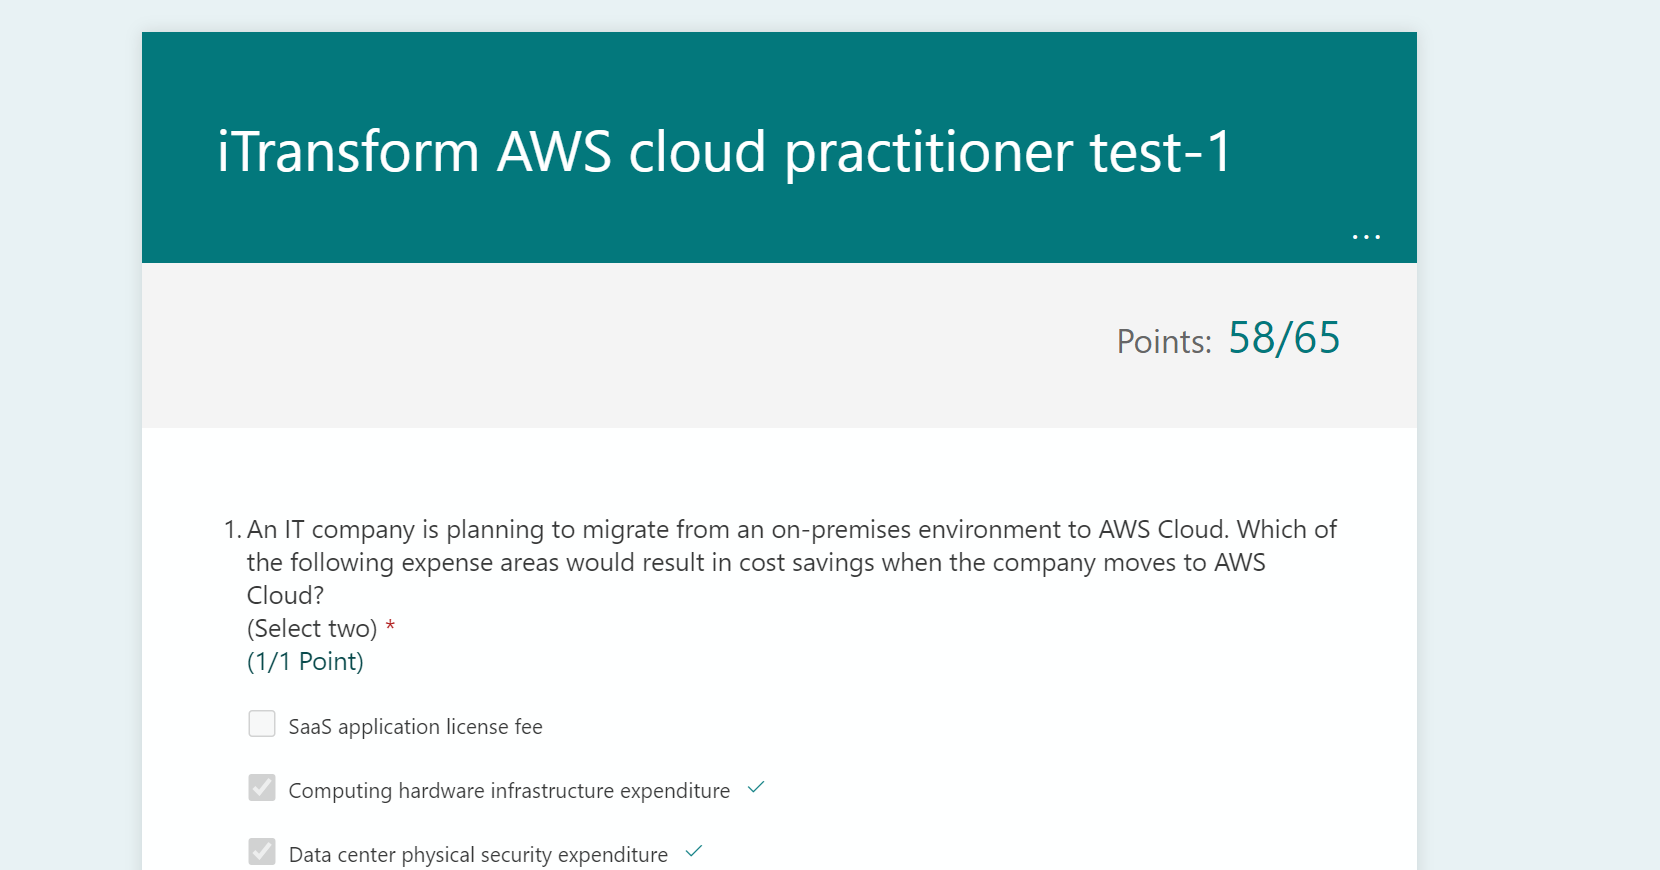 iTransform AWS cloud practitioner test-1
...
Points: 58/65
1. An IT company is planning to migrate from an on-premises environment to AWS Cloud. Which of
the following expense areas would result in cost savings when the company moves to AWS
Cloud?
(Select two) *
(1/1 Point)
SaaS application license fee
Computing hardware infrastructure expenditure
Data center physical security expenditure